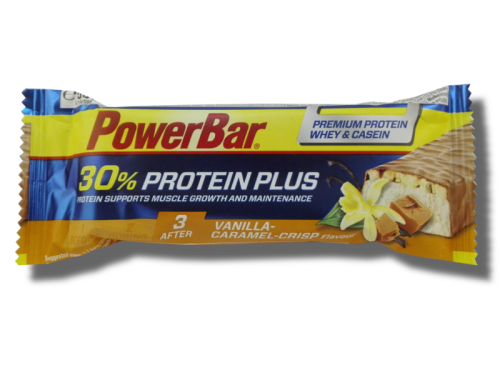 PowerBar
PREMIUM PROTEIN
WHEY & CASEIN
30% PROTEIN PLUS
PROTEIN SUPPORTS MUSCLE GROWTH AND MAINTENANCE
3
AFTER
VANILLA-
CARAMEL-CRISP Flavour